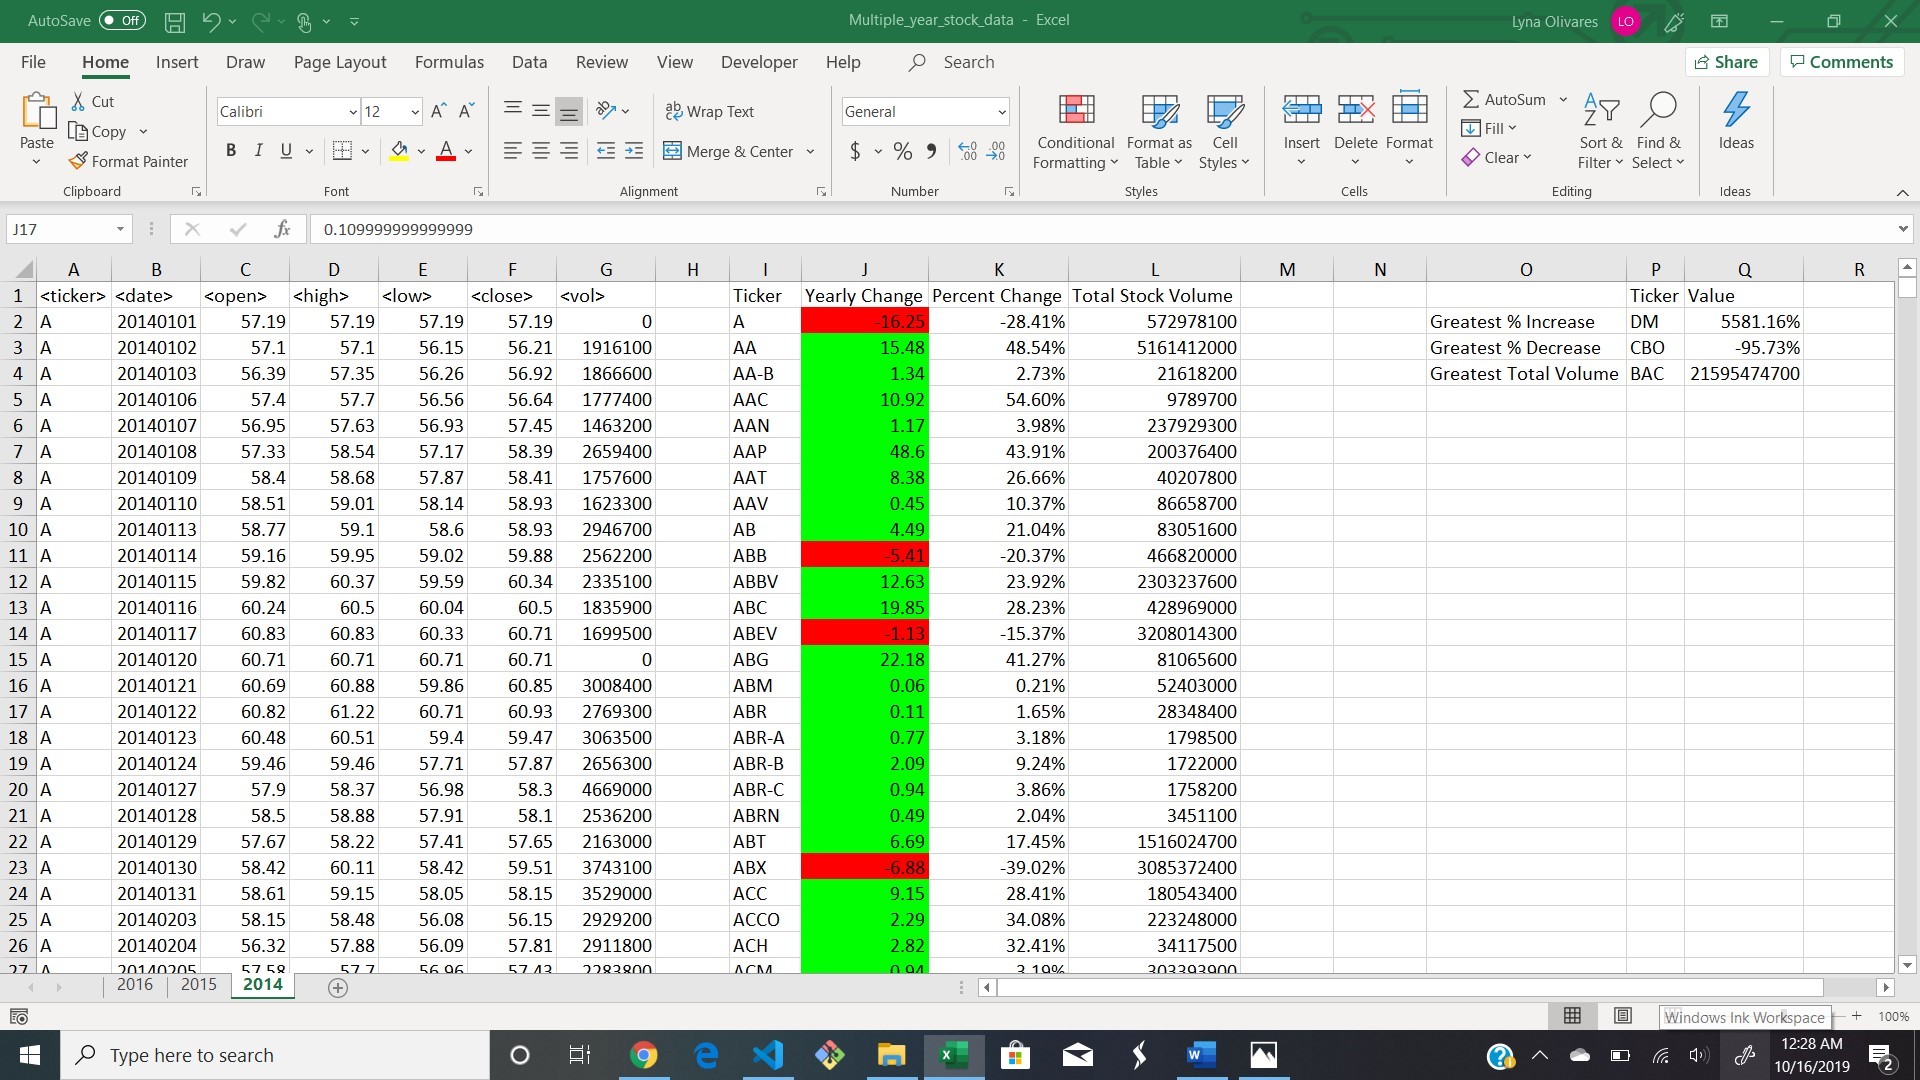 AutoSave Off Multiple_year_stock_data - Excel Lyna Olivares LO
File Home Insert Draw Page Layout Formulas Data Review View Developer Help Search Share Comments
Paste Cut Copy Format Painter Clipboard
Calibri 12 A A B I U A Font
ab Wrap Text Merge & Center Alignment
General $ % Number
Conditional Formatting Format as Table Cell Styles Styles
Insert Delete Format Cells
AutoSum Fill Clear Sort & Filter Find & Select Editing
Ideas Ideas
J17 fx 0.109999999999999
A B C D E F G H I J K L M N O P Q R
1 <ticker> <date> <open> <high> <low> <close> <vol> Ticker Yearly Change Percent Change Total Stock Volume Ticker Value
2 A 20140101 57.19 57.19 57.19 57.19 0 A -16.25 -28.41% 572978100 Greatest % Increase DM 5581.16%
3 A 20140102 57.1 57.1 56.15 56.21 1916100 AA 15.48 48.54% 5161412000 Greatest % Decrease CBO -95.73%
4 A 20140103 56.39 57.35 56.26 56.92 1866600 AA-B 1.34 2.73% 21618200 Greatest Total Volume BAC 21595474700
5 A 20140106 57.4 57.7 56.56 56.64 1777400 AAC 10.92 54.60% 9789700
6 A 20140107 56.95 57.63 56.93 57.45 1463200 AAN 1.17 3.98% 237929300
7 A 20140108 57.33 58.54 57.17 58.39 2659400 AAP 48.6 43.91% 200376400
8 A 20140109 58.4 58.68 57.87 58.41 1757600 AAT 8.38 26.66% 40207800
9 A 20140110 58.51 59.01 58.14 58.93 1623300 AAV 0.45 10.37% 86658700
10 A 20140113 58.77 59.1 58.6 58.93 2946700 AB 4.49 21.04% 83051600
11 A 20140114 59.16 59.95 59.02 59.88 2562200 ABB -5.41 -20.37% 466820000
12 A 20140115 59.82 60.37 59.59 60.34 2335100 ABBV 12.63 23.92% 2303237600
13 A 20140116 60.24 60.5 60.04 60.5 1835900 ABC 19.85 28.23% 428969000
14 A 20140117 60.83 60.83 60.33 60.71 1699500 ABEV -1.13 -15.37% 3208014300
15 A 20140120 60.71 60.71 60.71 60.71 0 ABG 22.18 41.27% 81065600
16 A 20140121 60.69 60.88 59.86 60.85 3008400 ABM 0.06 0.21% 52403000
17 A 20140122 60.82 61.22 60.71 60.93 2769300 ABR 0.11 1.65% 28348400
18 A 20140123 60.48 60.51 59.4 59.47 3063500 ABR-A 0.77 3.18% 1798500
19 A 20140124 59.46 59.46 57.71 57.87 2656300 ABR-B 2.09 9.24% 1722000
20 A 20140127 57.9 58.37 56.98 58.3 4669000 ABR-C 0.94 3.86% 1758200
21 A 20140128 58.5 58.88 57.91 58.1 2536200 ABRN 0.49 2.04% 3451100
22 A 20140129 57.67 58.22 57.41 57.65 2163000 ABT 6.69 17.45% 1516024700
23 A 20140130 58.42 60.11 58.42 59.51 3743100 ABX -6.88 -39.02% 3085372400
24 A 20140131 58.61 59.15 58.05 58.15 3529000 ACC 9.15 28.41% 180543400
25 A 20140203 58.15 58.48 56.08 56.15 2929200 ACCO 2.29 34.08% 223248000
26 A 20140204 56.32 57.88 56.09 57.81 2911800 ACH 2.82 32.41% 34117500
27 A 20140205 57.58 57.7 56.96 57.43 2283800 ACM 0.94 3.19% 303393900
2016 2015 2014
Windows Ink Workspace 100%
Type here to search 12:28 AM
10/16/2019 2